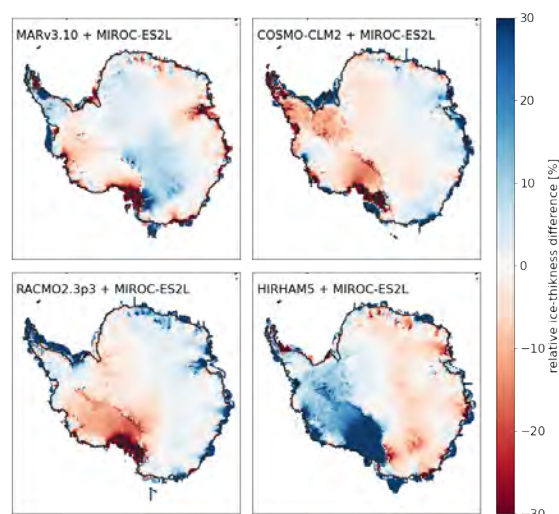 MARv3.10 + MIROC-ES2L
COSMO-CLM2 + MIROC-ES2L
RACMO2.3p3 + MIROC-ES2L
HIRHAM5 + MIROC-ES2L
30
20
10
0
−10
−20
−30
relative ice-thikness difference [%]